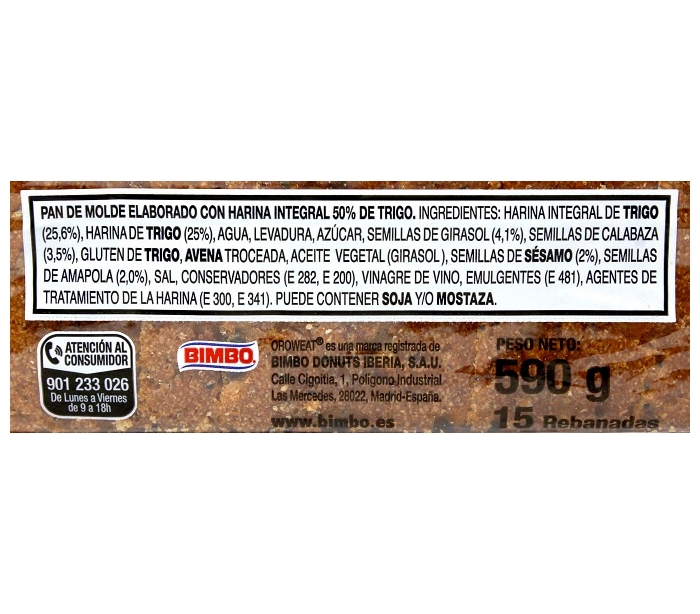 PAN DE MOLDE ELABORADO CON HARINA INTEGRAL 50% DE TRIGO. INGREDIENTES: HARINA INTEGRAL DE TRIGO
(25,6%), HARINA DE TRIGO (25%), AGUA, LEVADURA, AZÚCAR, SEMILLAS DE GIRASOL (4,1%), SEMILLAS DE CALABAZA
(3,5%), GLUTEN DE TRIGO, AVENA TROCEADA, ACEITE VEGETAL (GIRASOL), SEMILLAS DE SÉSAMO (2%), SEMILLAS
DE AMAPOLA (2,0%), SAL, CONSERVADORES (E 282, E 200), VINAGRE DE VINO, EMULGENTES (E 481), AGENTES DE
TRATAMIENTO DE LA HARINA (E 300, E 341). PUEDE CONTENER SOJA Y/O MOSTAZA.
ATENCIÓN AL
CONSUMIDOR
901 233 026
De Lunes a Viernes
de 9 a 18h
BIMBO.
OROWEAT® es una marca registrada de
BIMBO DONUTS IBERIA, S.A.U.
Calle Cigoitia, 1, Polígono Industrial
Las Mercedes, 28022, Madrid-España.
www.bimbo.es
PESO NETO:
590 g
15 Rebanadas